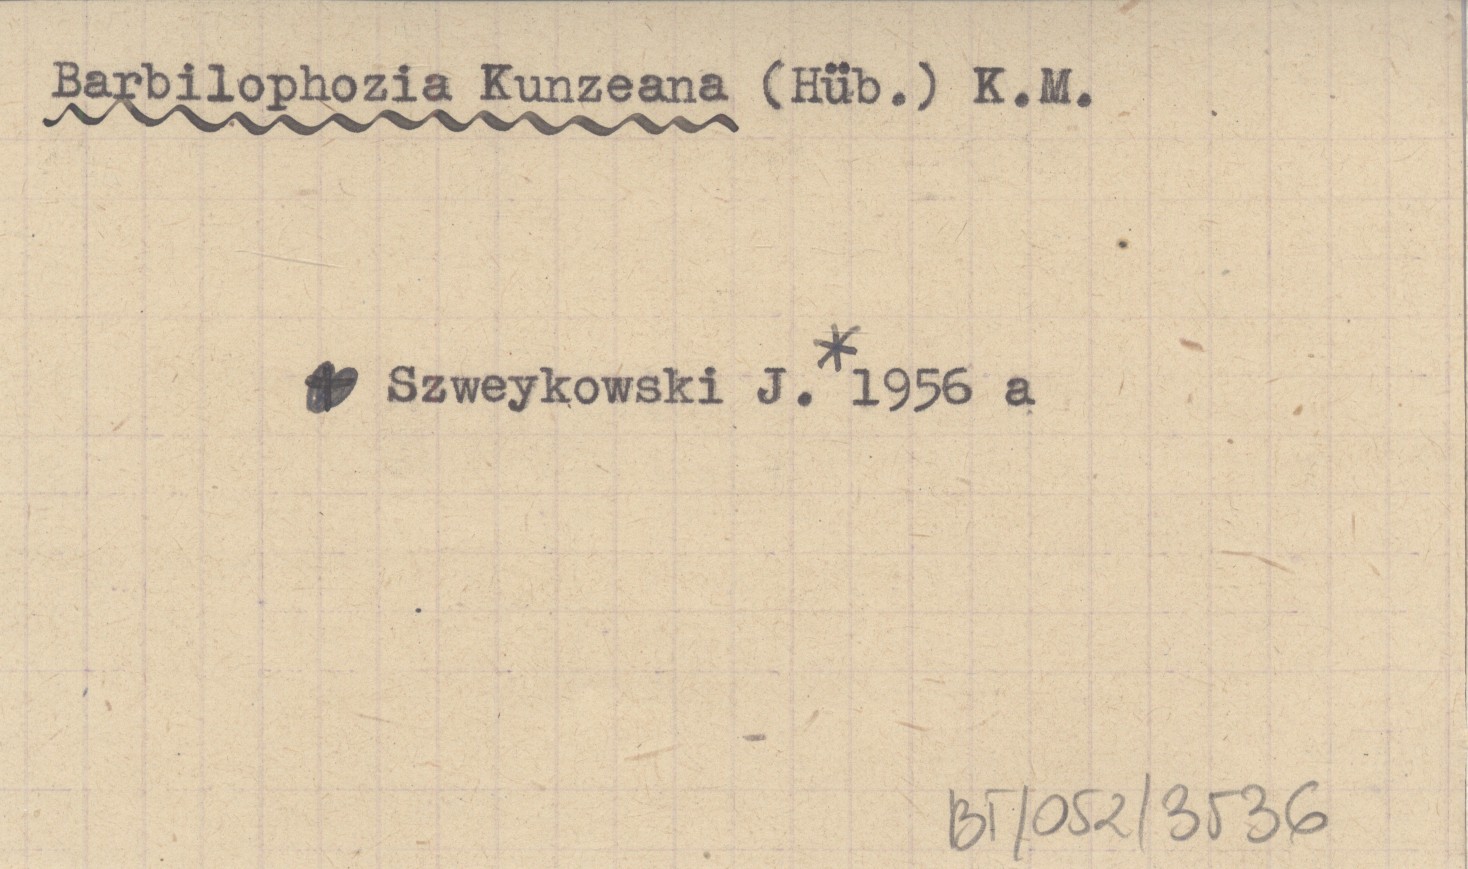 Barbilophozia Kunzeana (Hüb.) K.M.
Szweykowski J.* 1956 a
BT/052/3536